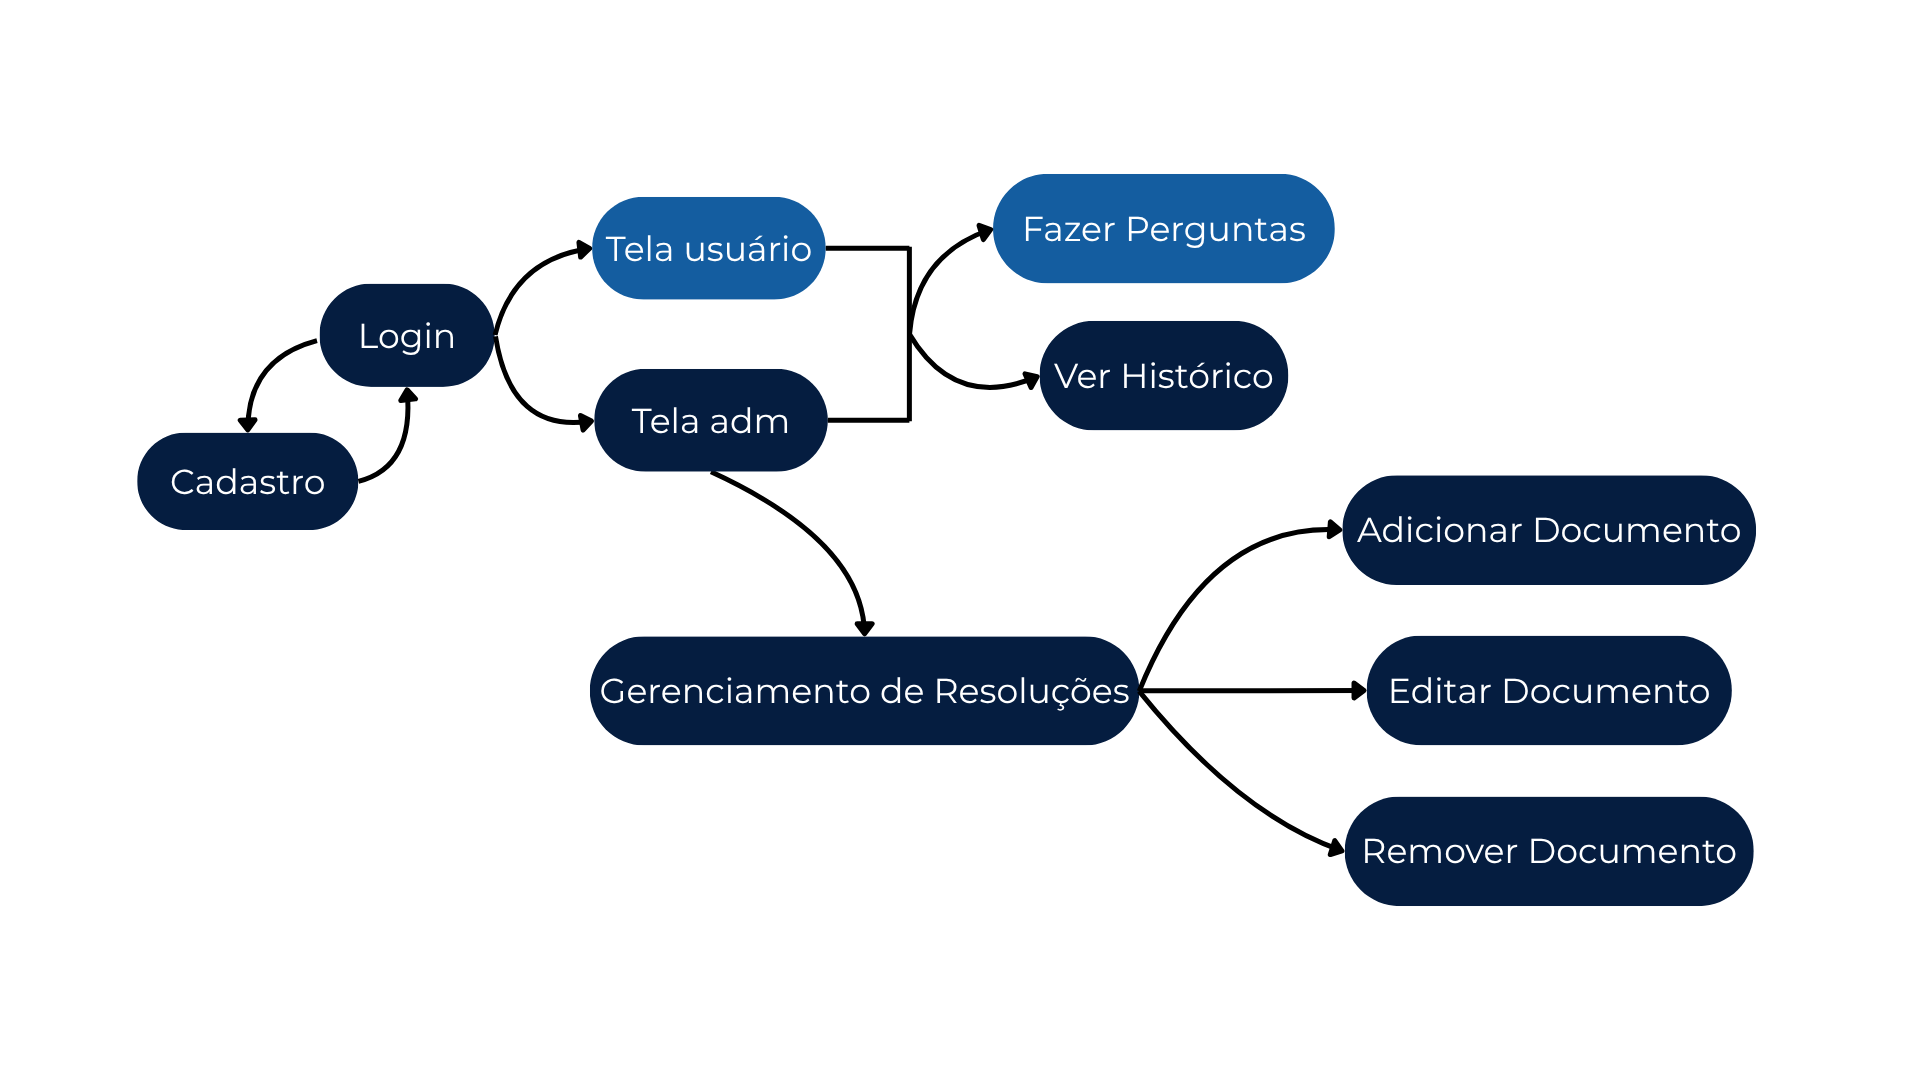 Fazer Perguntas
Tela usuário
Login
Ver Histórico
Tela adm
Cadastro
Adicionar Documento
Gerenciamento de Resoluções
Editar Documento
Remover Documento